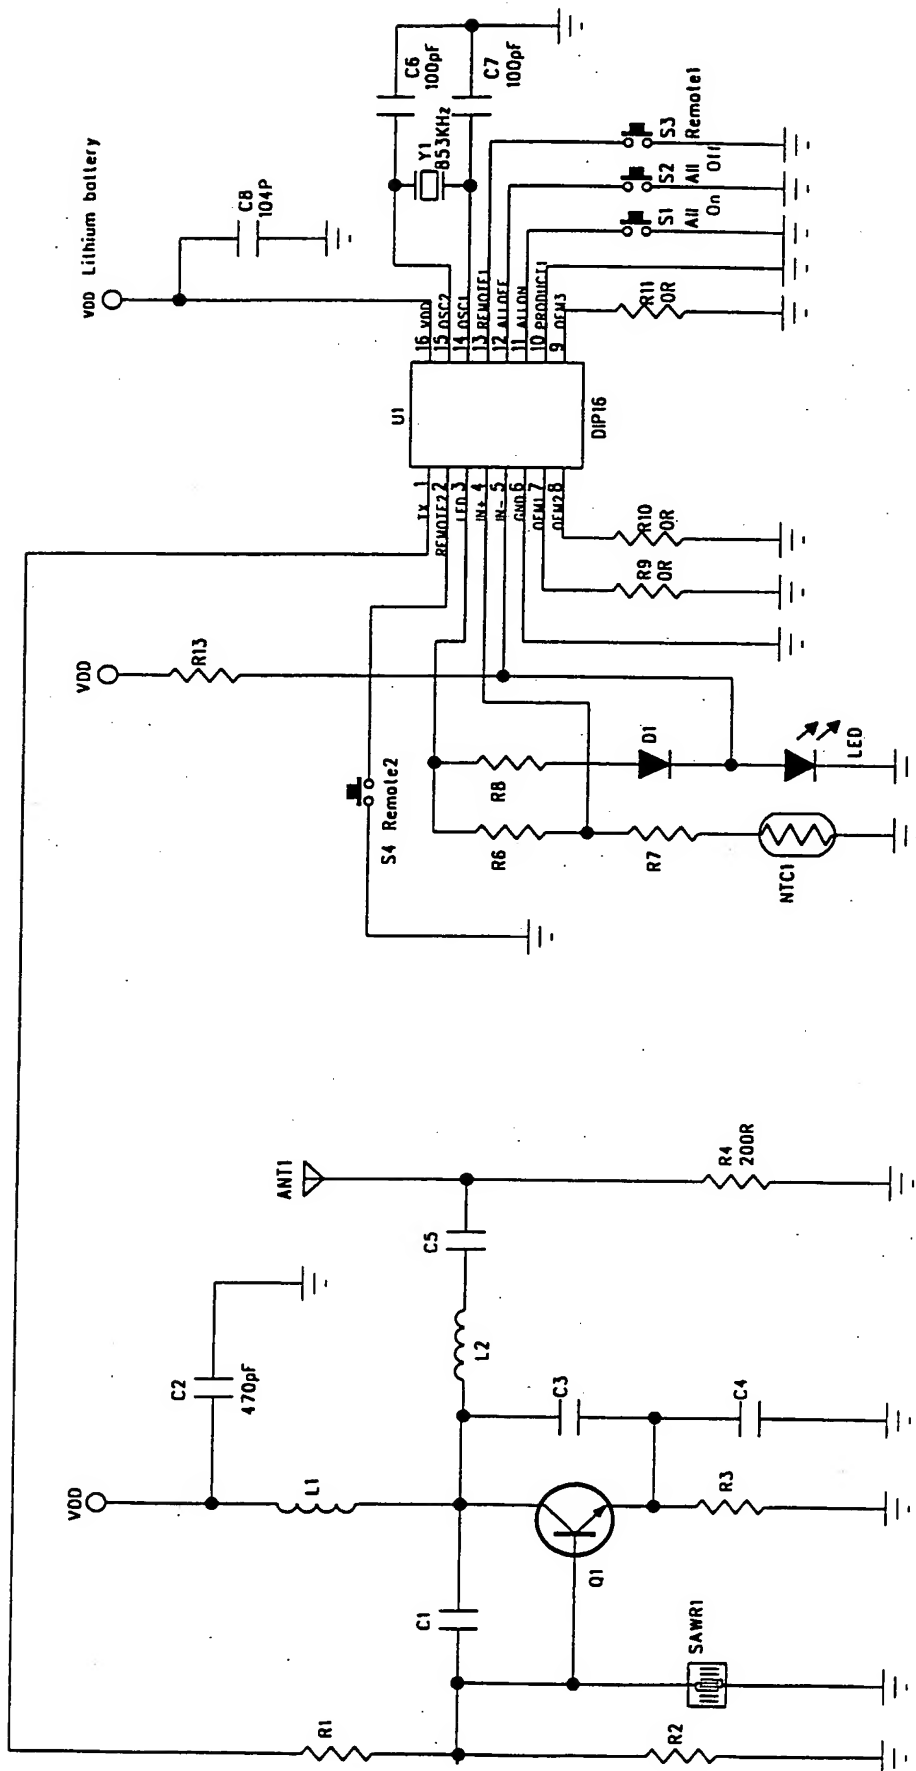 VDD Lithium battery
C8
104P
C6
100pF
C7
100pF
Y1
853KHz
U1
DIP16
16 VDD
15 OSC2
14 OSC1
13 REMOTE1
12 ALLOFF
11 ALLON
10 PRODUCT1
9 OEM3
S3
Remote1
S2
All
Off
S1
All
On
R11
0R
TX 1
REMOTE2 2
LED 3
IN+ 4
IN- 5
GND 6
OEM1 7
OEM2 8
R10
0R
R9
0R
VDD
R13
S4 Remote2
R8
D1
LED
R6
R7
NTC1
ANT1
C5
R4
200R
C2
470pF
L2
C3
C4
VDD
L1
Q1
R3
C1
SAWR1
R1
R2